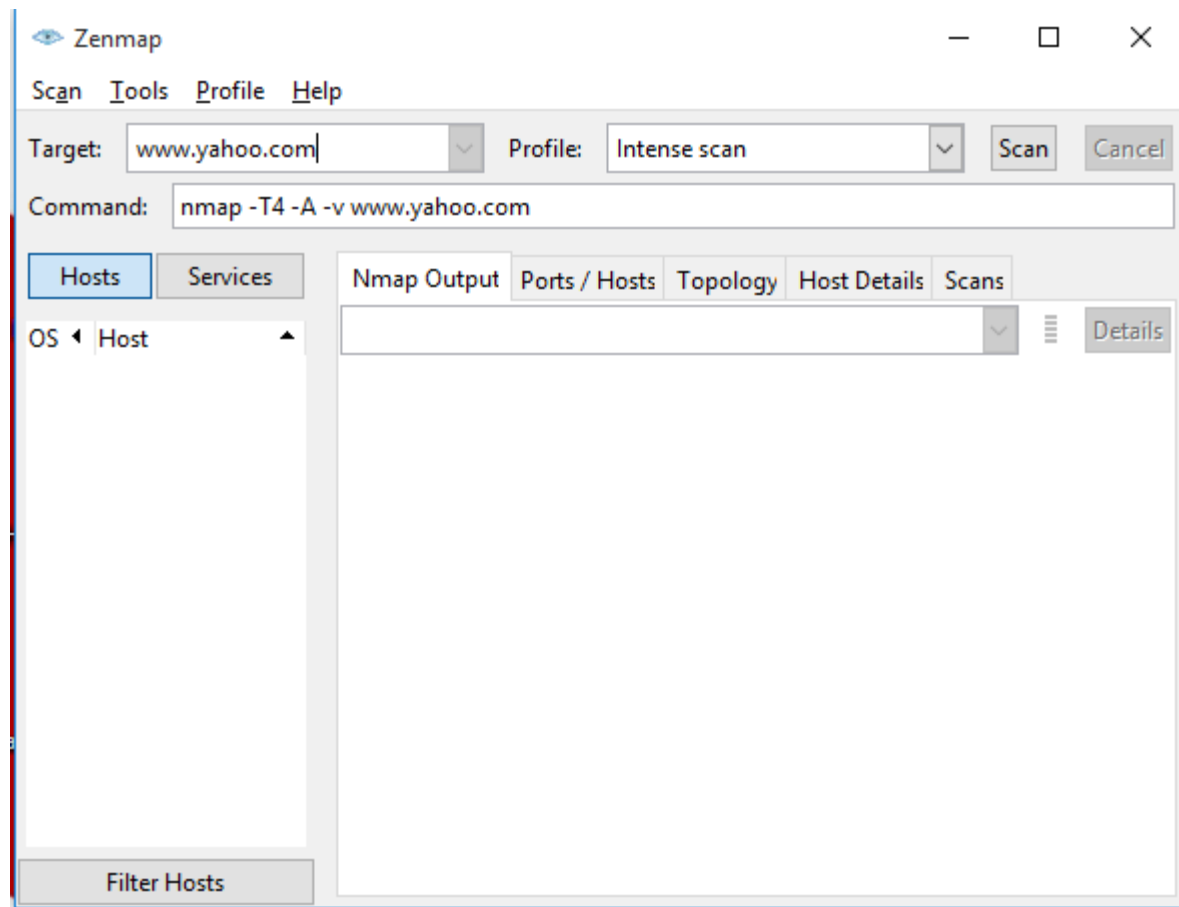 Zenmap
Scan Tools Profile Help
Target: www.yahoo.com Profile: Intense scan Scan Cancel
Command: nmap -T4 -A -v www.yahoo.com
Hosts Services Nmap Output Ports / Hosts Topology Host Details Scans
OS Host Details
Filter Hosts